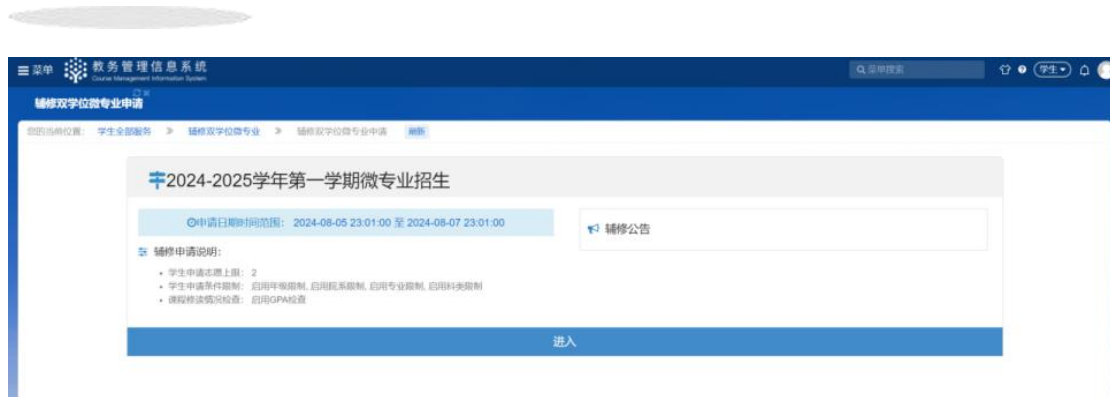 菜单 教务管理信息系统
Course Management Information System
菜单搜索
学生
辅修双学位微专业申请
您的当前位置: 学生全部服务 » 辅修双学位微专业 » 辅修双学位微专业申请 刷新
2024-2025学年第一学期微专业招生
申请日期时间范围: 2024-08-05 23:01:00 至 2024-08-07 23:01:00
辅修公告
辅修申请说明:
• 学生申请志愿上限: 2
• 学生申请条件限制: 启用年级限制, 启用院系限制, 启用专业限制, 启用科类限制
• 课程修读情况检查: 启用GPA检查
进入